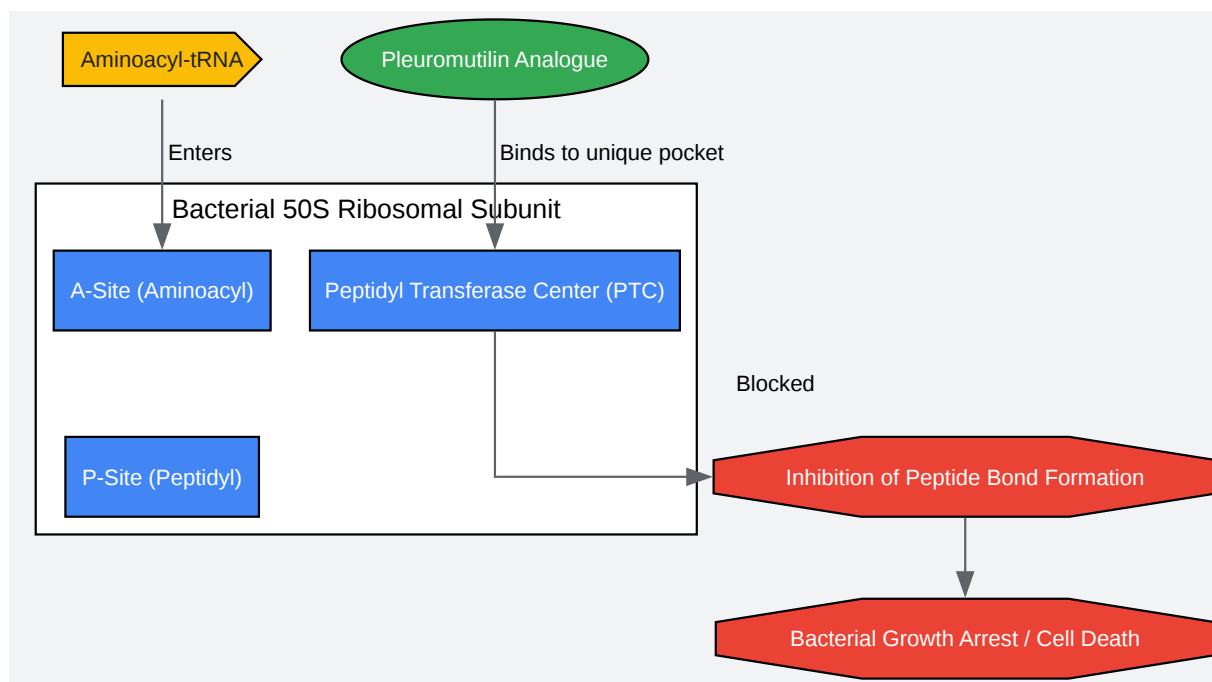 Aminoacyl-tRNA
Pleuromutilin Analogue
Enters
Binds to unique pocket
Bacterial 50S Ribosomal Subunit
A-Site (Aminoacyl)
Peptidyl Transferase Center (PTC)
Blocked
P-Site (Peptidyl)
Inhibition of Peptide Bond Formation
Bacterial Growth Arrest / Cell Death